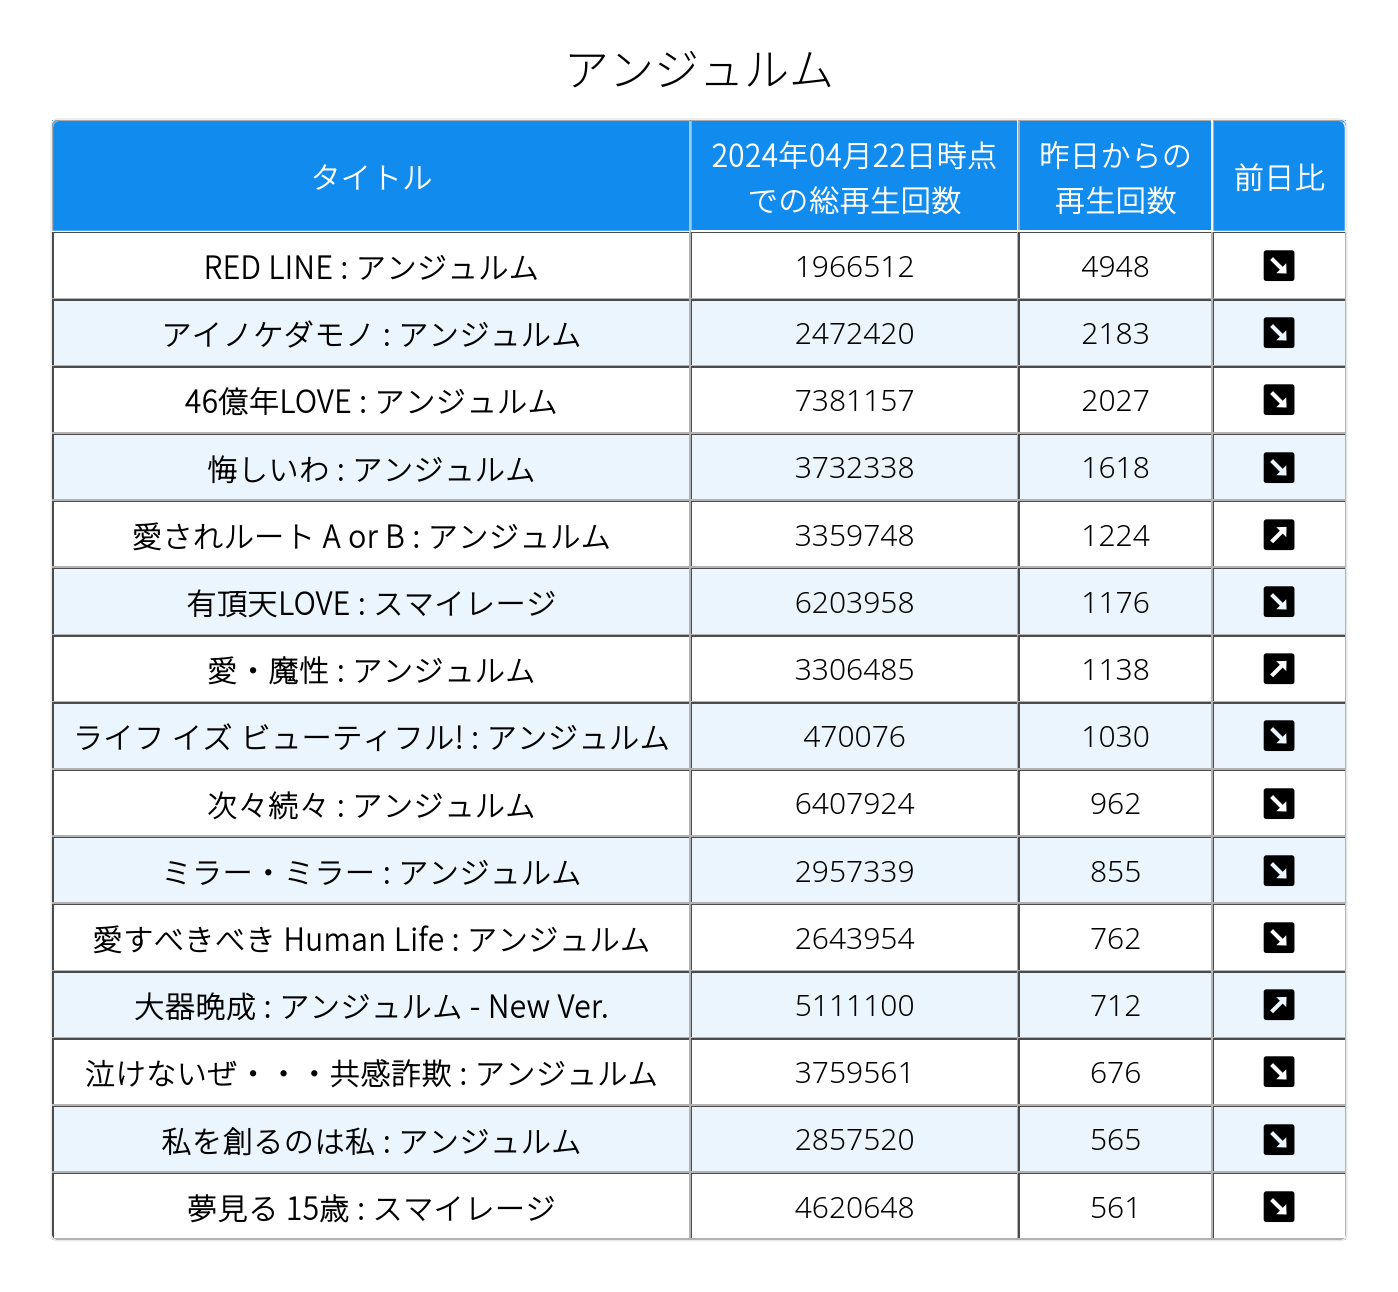 アンジュルム
タイトル 2024年04月22日時点での総再生回数 昨日からの再生回数 前日比
RED LINE : アンジュルム 1966512 4948 ↘
アイノケダモノ : アンジュルム 2472420 2183 ↘
46億年LOVE : アンジュルム 7381157 2027 ↘
悔しいわ : アンジュルム 3732338 1618 ↘
愛されルート A or B : アンジュルム 3359748 1224 ↗
有頂天LOVE : スマイレージ 6203958 1176 ↘
愛・魔性 : アンジュルム 3306485 1138 ↗
ライフ イズ ビューティフル! : アンジュルム 470076 1030 ↘
次々続々 : アンジュルム 6407924 962 ↘
ミラー・ミラー : アンジュルム 2957339 855 ↘
愛すべきべき Human Life : アンジュルム 2643954 762 ↘
大器晩成 : アンジュルム - New Ver. 5111100 712 ↗
泣けないぜ・・・共感詐欺 : アンジュルム 3759561 676 ↘
私を創るのは私 : アンジュルム 2857520 565 ↘
夢見る 15歳 : スマイレージ 4620648 561 ↘